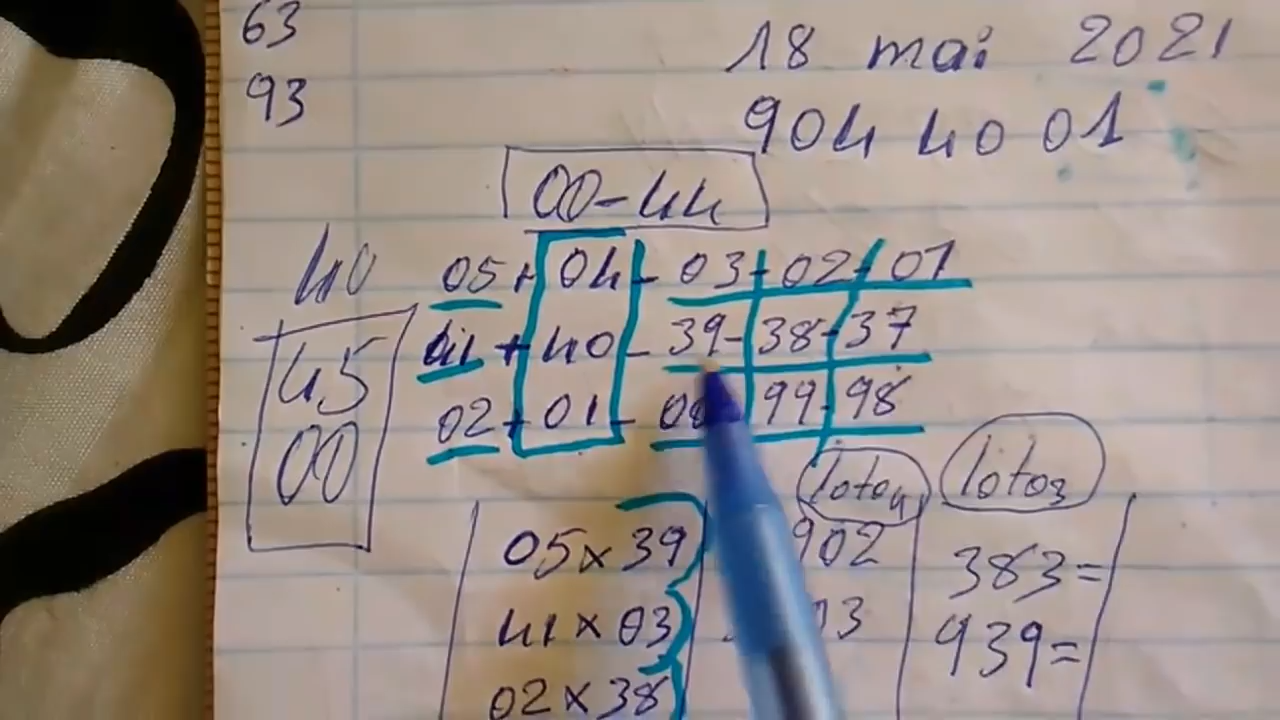 63
93
18 mai 2021
904 40 01
00-44
40
45
00
05+04-03-02-01
41+40-39-38-37
02+01-00-99-98
loto4
loto3
05x39
41x03
02x38
902
383=
939=